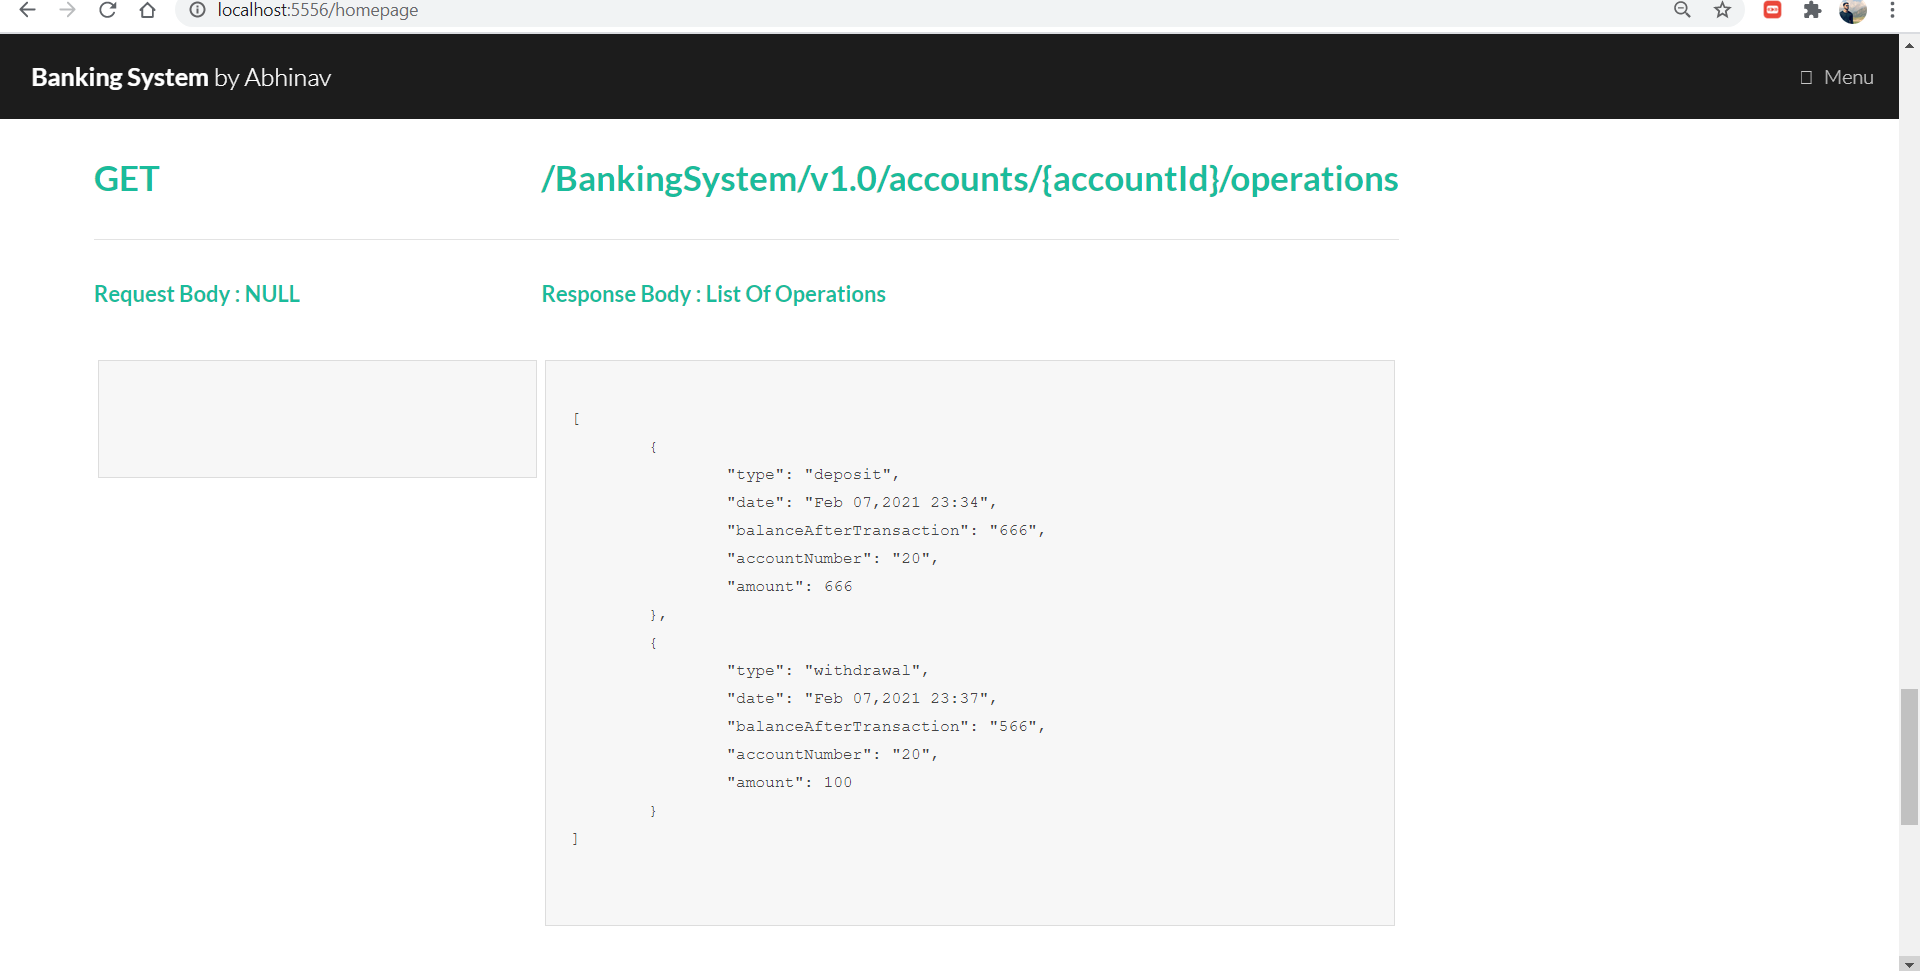 localhost:5556/homepage
Banking System by Abhinav
Menu
GET
/BankingSystem/v1.0/accounts/{accountId}/operations
Request Body : NULL
Response Body : List Of Operations
[
{
"type": "deposit",
"date": "Feb 07,2021 23:34",
"balanceAfterTransaction": "666",
"accountNumber": "20",
"amount": 666
},
{
"type": "withdrawal",
"date": "Feb 07,2021 23:37",
"balanceAfterTransaction": "566",
"accountNumber": "20",
"amount": 100
}
]